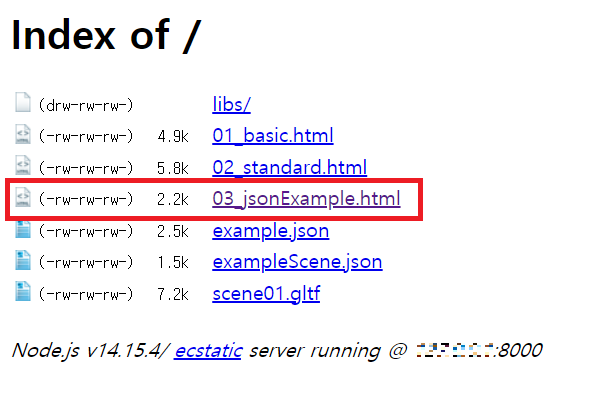 Index of /
(drw-rw-rw-) libs/
(-rw-rw-rw-) 4.9k 01_basic.html
(-rw-rw-rw-) 5.8k 02_standard.html
(-rw-rw-rw-) 2.2k 03_jsonExample.html
(-rw-rw-rw-) 2.5k example.json
(-rw-rw-rw-) 1.5k exampleScene.json
(-rw-rw-rw-) 7.2k scene01.gltf
Node.js v14.15.4/ ecstatic server running @ :8000